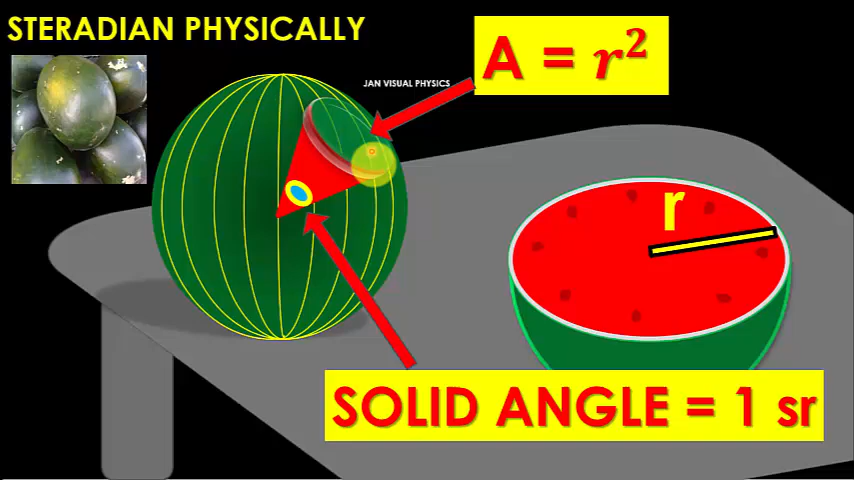 STERADIAN PHYSICALLY
A = r²
JAN VISUAL PHYSICS
r
SOLID ANGLE = 1 sr